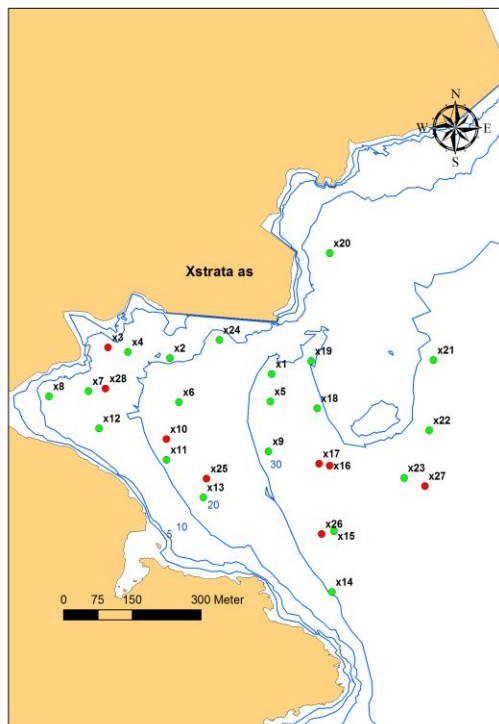 N
W E
S
x20
Xstrata as
x24
x3
x4
x2
x19
x21
x1
x7 x28
x8
x6
x5
x18
x12
x22
x10
x11
x9
30
x17
x16
x25
x23
x13
x27
20
10
5
x26
x15
x14
0 75 150 300 Meter